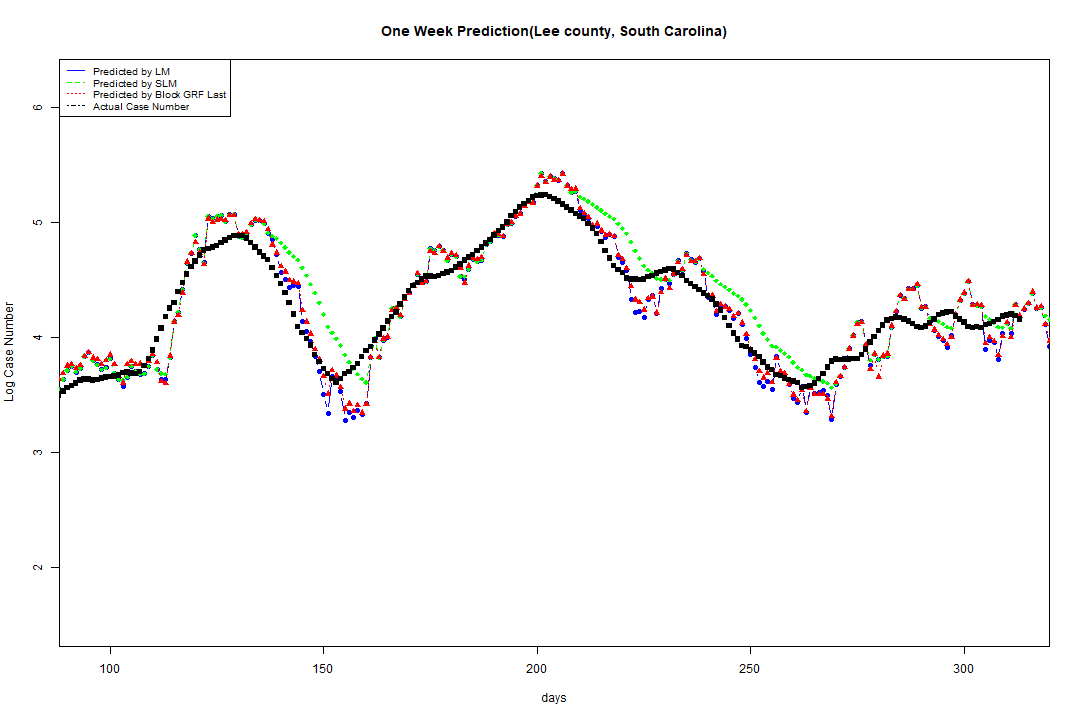 One Week Prediction(Lee county, South Carolina)
Predicted by LM
Predicted by SLM
Predicted by Block GRF Last
Actual Case Number
Log Case Number
6
5
4
3
2
100 150 200 250 300
days